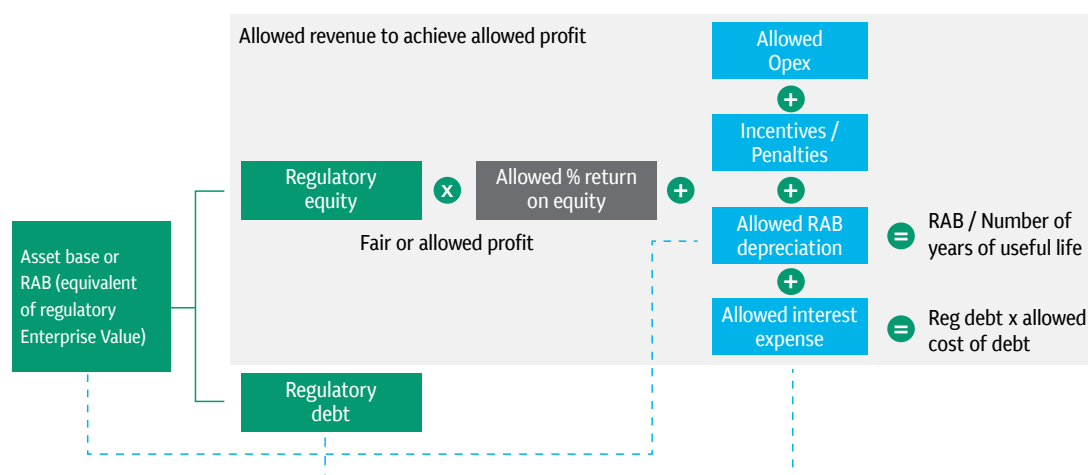 Allowed revenue to achieve allowed profit
Allowed
Opex
+
Incentives /
Penalties
+
Regulatory
equity
x
Allowed % return
on equity
+
Allowed RAB
depreciation
=
RAB / Number of
years of useful life
Fair or allowed profit
+
Asset base or
RAB (equivalent
of regulatory
Enterprise Value)
Allowed interest
expense
=
Reg debt x allowed
cost of debt
Regulatory
debt